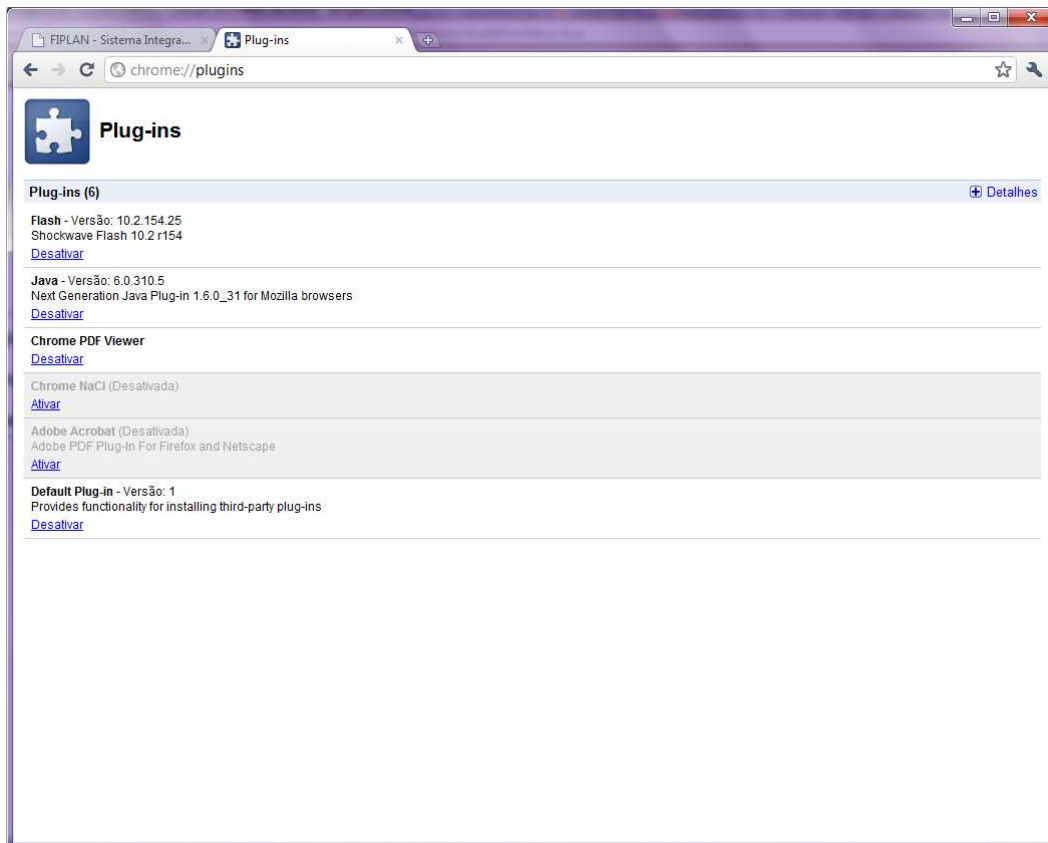 FIPLAN - Sistema Integra...
Plug-ins
chrome://plugins
Plug-ins
Plug-ins (6)
Detalhes
Flash - Versão: 10.2.154.25
Shockwave Flash 10.2 r154
Desativar
Java - Versão: 6.0.310.5
Next Generation Java Plug-in 1.6.0_31 for Mozilla browsers
Desativar
Chrome PDF Viewer
Desativar
Chrome NaCl (Desativada)
Ativar
Adobe Acrobat (Desativada)
Adobe PDF Plug-In For Firefox and Netscape
Ativar
Default Plug-in - Versão: 1
Provides functionality for installing third-party plug-ins
Desativar